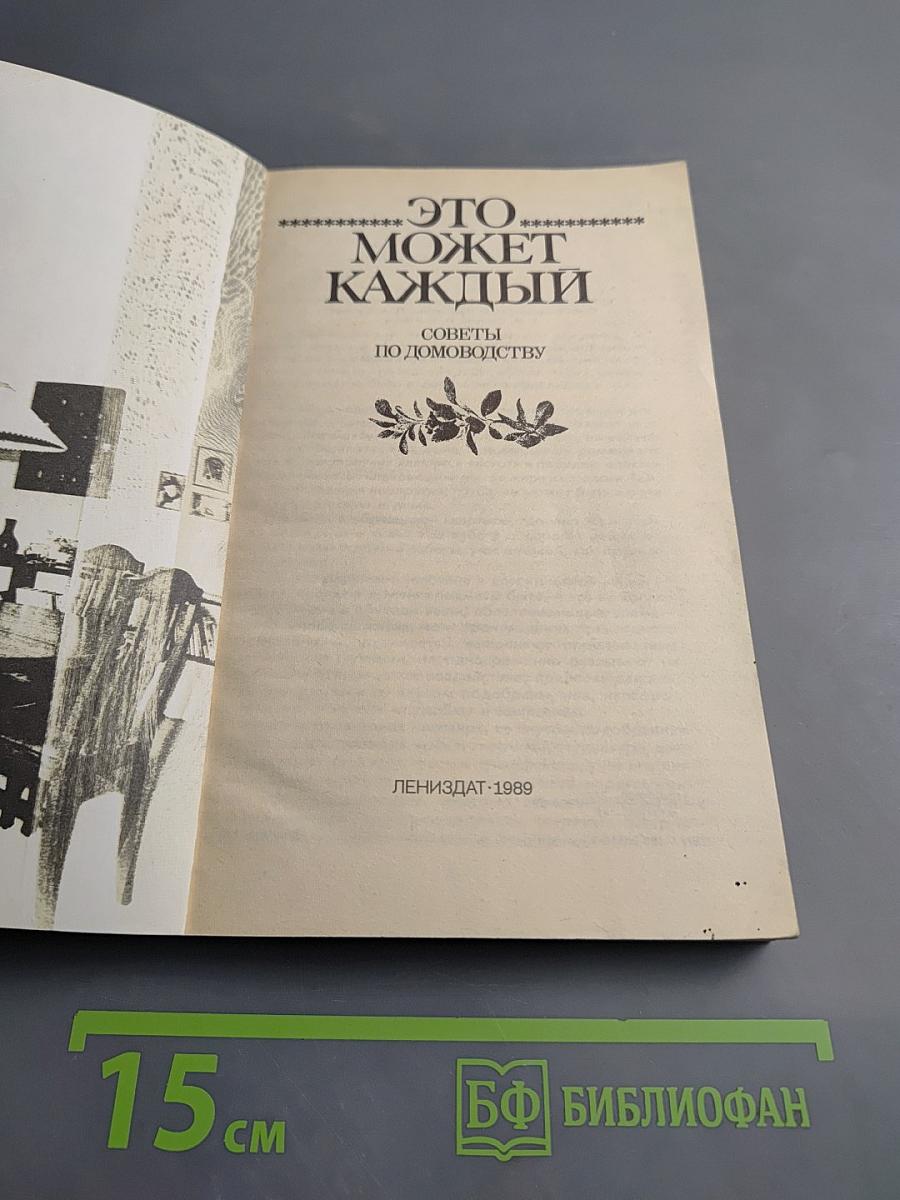 ***********ЭТО***********
МОЖЕТ
КАЖДЫЙ
СОВЕТЫ
ПО ДОМОВОДСТВУ
ЛЕНИЗДАТ·1989
15 см
БФ БИБЛИОФАН